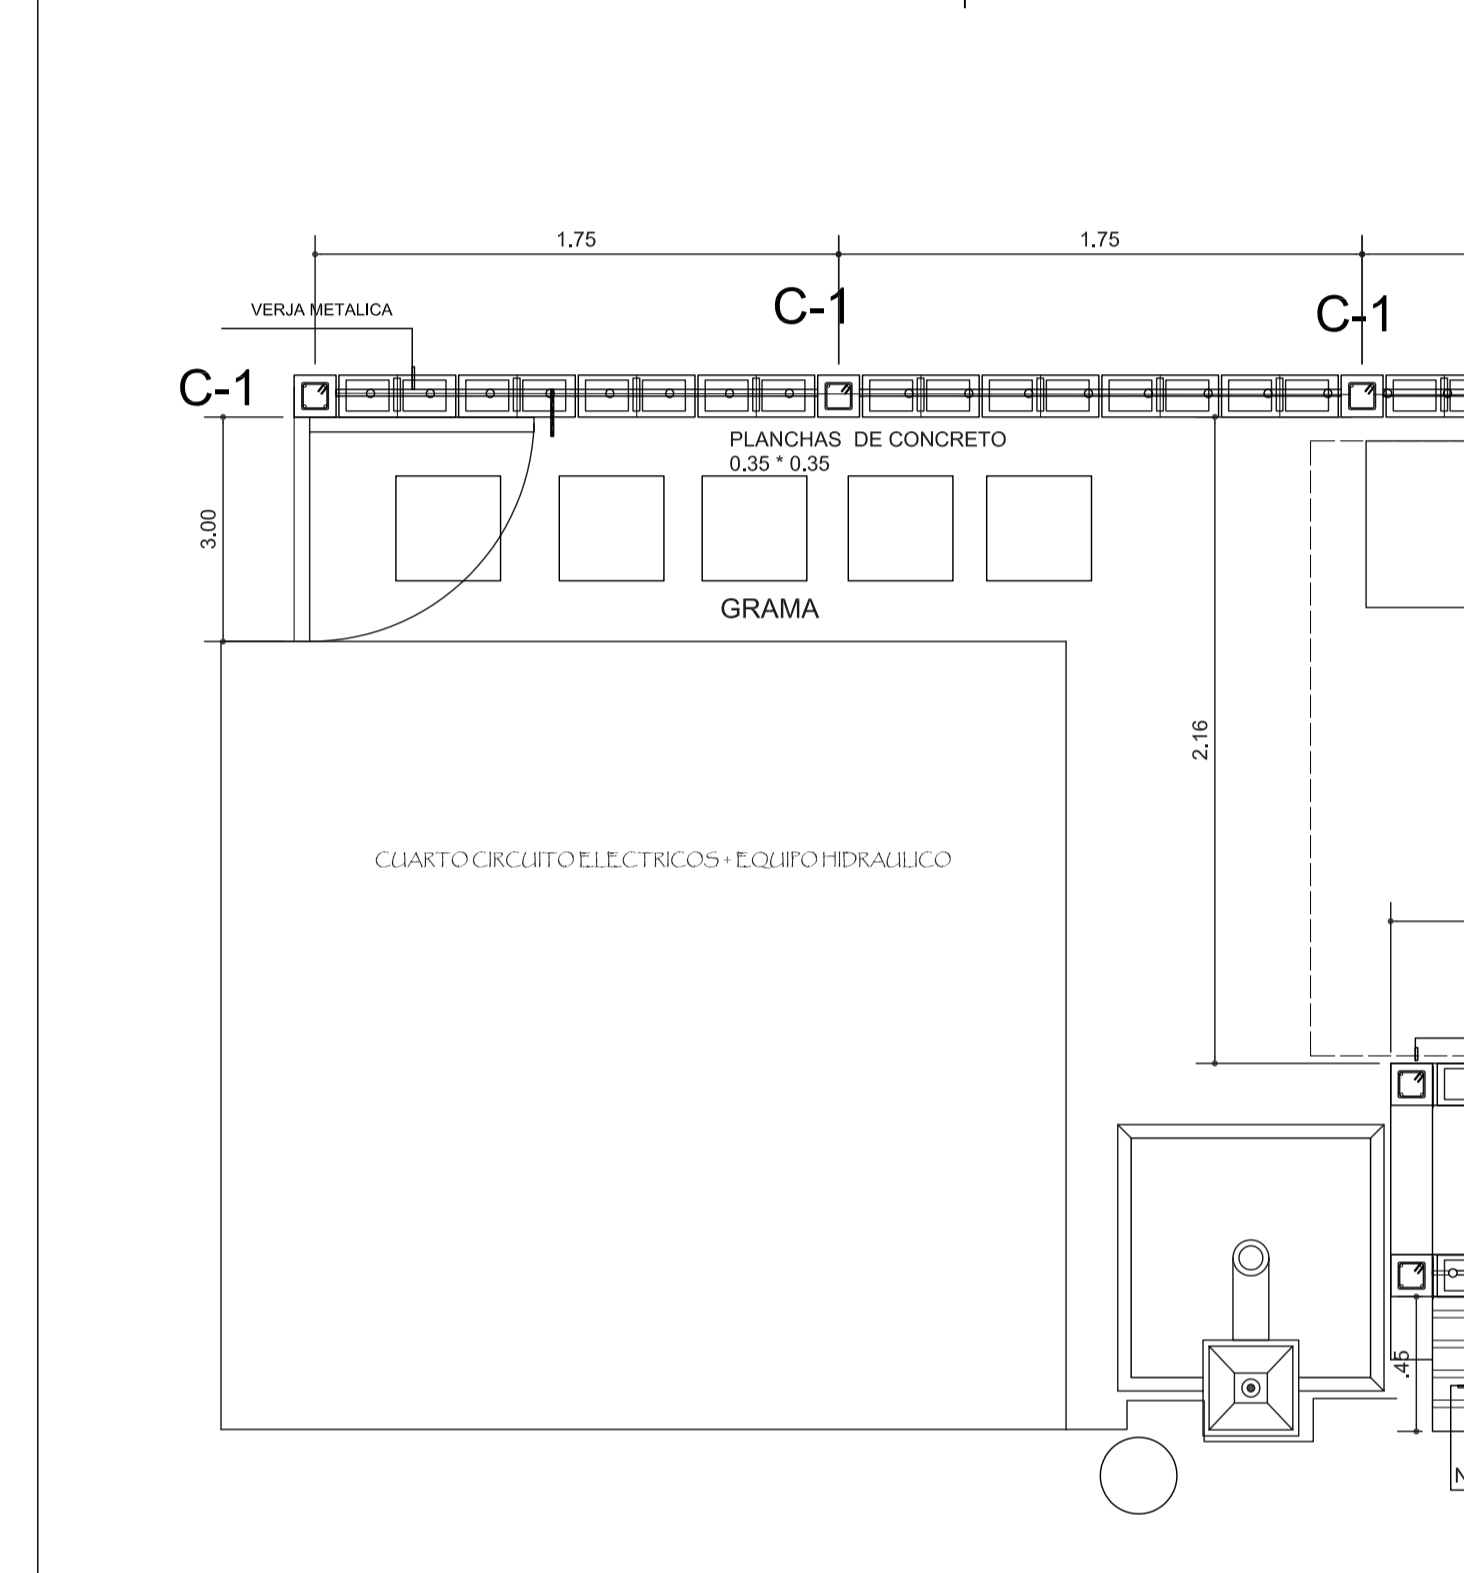 1.75
1.75
C-1
C-1
VERJA METALICA
C-1
PLANCHAS DE CONCRETO
0.35 * 0.35
3.00
GRAMA
2.16
CUARTO CIRCUITO ELECTRICOS + EQUIPO HIDRAULICO
.45
N